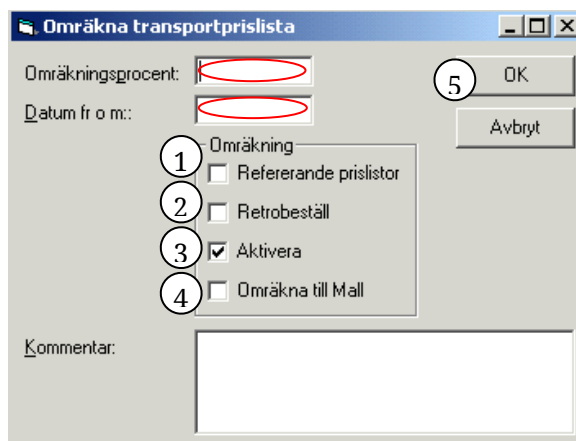 Omräkna transportprislista
Omräkningsprocent:
5 OK
Datum fr o m::
Avbryt
Omräkning
1 Refererande prislistor
2 Retrobeställ
3 Aktivera
4 Omräkna till Mall
Kommentar: